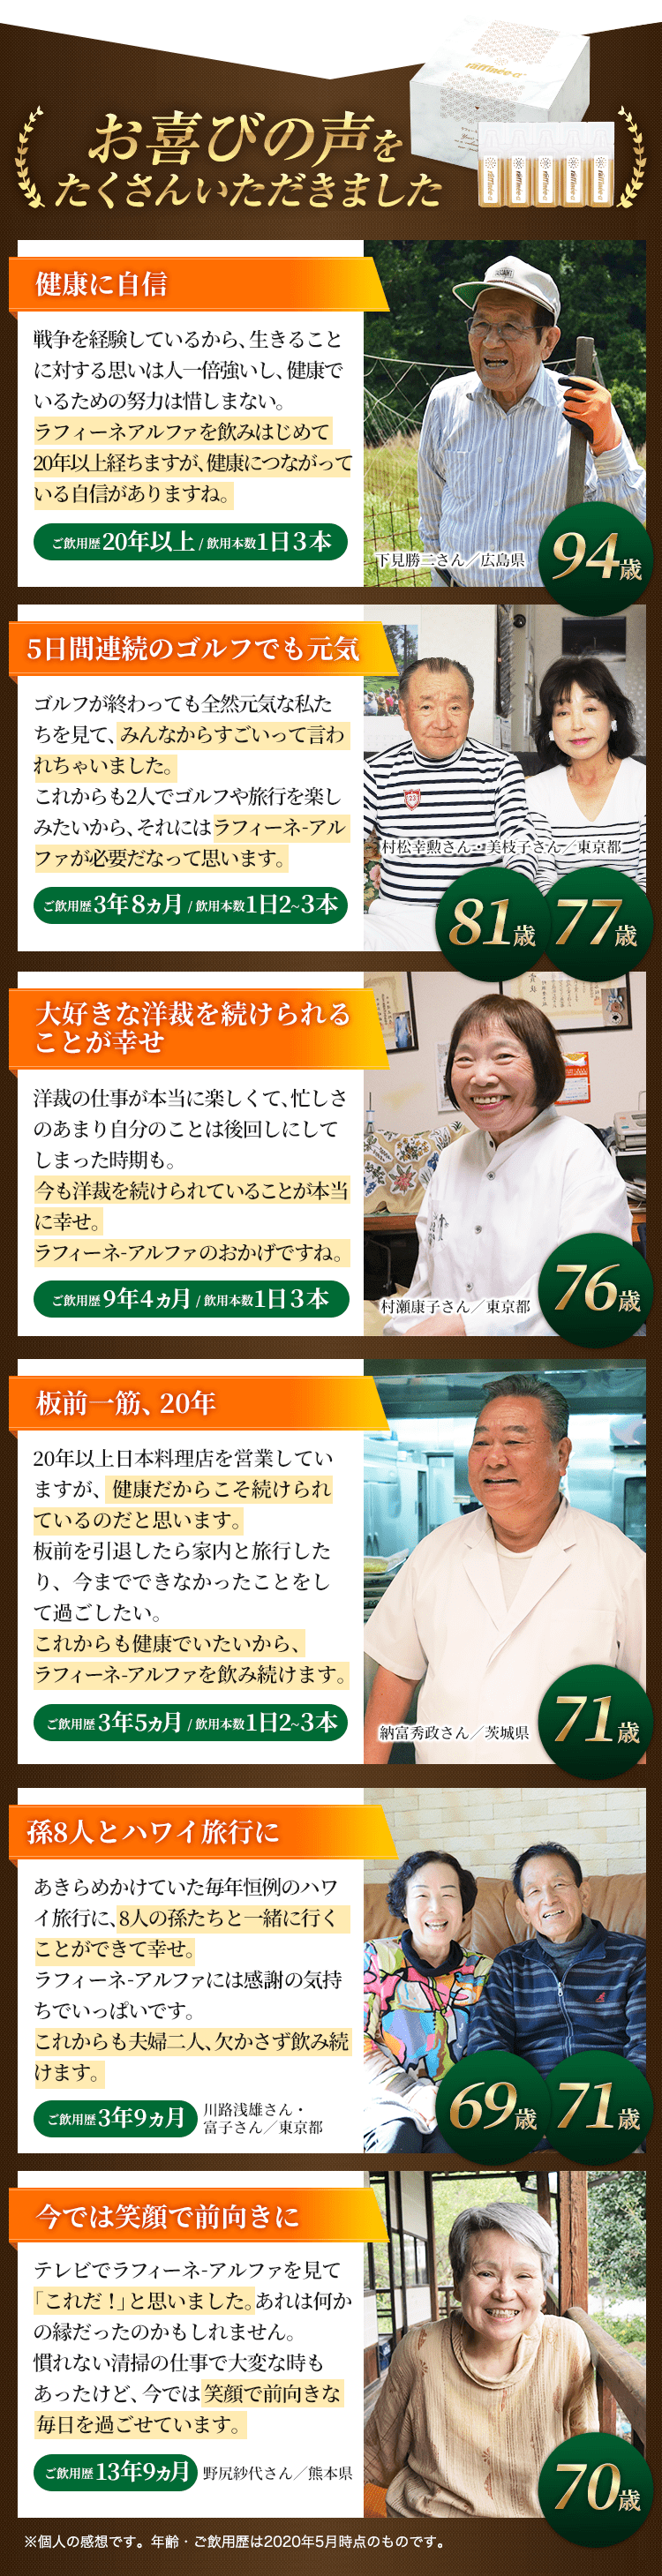 raffinée α
お喜びの声を
たくさんいただきました
健康に自信
戦争を経験しているから、生きること
に対する思いは人一倍強いし、健康で
いるための努力は惜しまない。
ラフィーネアルファを飲みはじめて
20年以上経ちますが、健康につながって
いる自信がありますね。
ご飲用歴20年以上 / 飲用本数1日3本
下見勝二さん／広島県
94歳
5日間連続のゴルフでも元気
ゴルフが終わっても全然元気な私た
ちを見て、みんなからすごいって言わ
れちゃいました。
これからも2人でゴルフや旅行を楽し
みたいから、それにはラフィーネ-アル
ファが必要だなって思います。
ご飲用歴3年8ヵ月 / 飲用本数1日2~3本
村松幸勲さん・美枝子さん／東京都
81歳 77歳
大好きな洋裁を続けられる
ことが幸せ
洋裁の仕事が本当に楽しくて、忙しさ
のあまり自分のことは後回しにして
しまった時期も。
今も洋裁を続けられていることが本当
に幸せ。
ラフィーネ-アルファのおかげですね。
ご飲用歴9年4ヵ月 / 飲用本数1日3本
村瀬康子さん／東京都
76歳
板前一筋、20年
20年以上日本料理店を営業してい
ますが、健康だからこそ続けられ
ているのだと思います。
板前を引退したら家内と旅行した
り、今までできなかったことをし
て過ごしたい。
これからも健康でいたいから、
ラフィーネ-アルファを飲み続けます。
ご飲用歴3年5ヵ月 / 飲用本数1日2~3本
納富秀政さん／茨城県
71歳
孫8人とハワイ旅行に
あきらめかけていた毎年恒例のハワ
イ旅行に、8人の孫たちと一緒に行く
ことができて幸せ。
ラフィーネ-アルファには感謝の気持
ちでいっぱいです。
これからも夫婦二人、欠かさず飲み続
けます。
ご飲用歴3年9ヵ月
川路浅雄さん・
富子さん／東京都
69歳 71歳
今では笑顔で前向きに
テレビでラフィーネ-アルファを見て
「これだ！」と思いました。あれは何か
の縁だったのかもしれません。
慣れない清掃の仕事で大変な時も
あったけど、今では笑顔で前向きな
毎日を過ごせています。
ご飲用歴13年9ヵ月
野尻紗代さん／熊本県
70歳
※個人の感想です。年齢・ご飲用歴は2020年5月時点のものです。